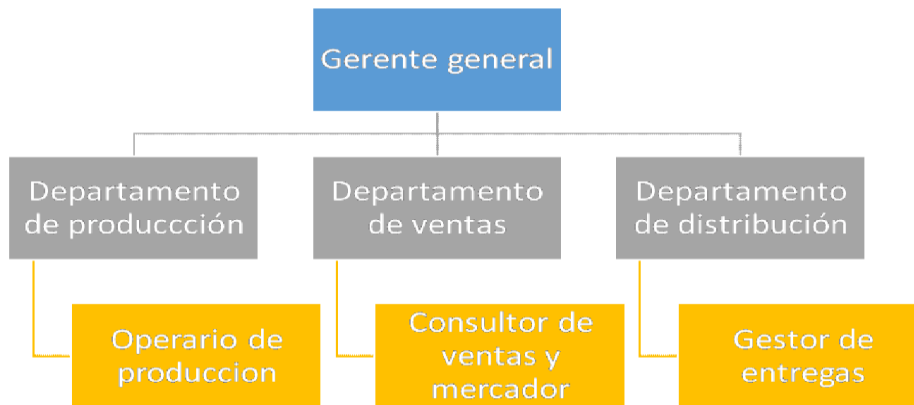 Gerente general
Departamento
de produccción
Departamento
de ventas
Departamento
de distribución
Operario de
produccion
Consultor de
ventas y
mercador
Gestor de
entregas